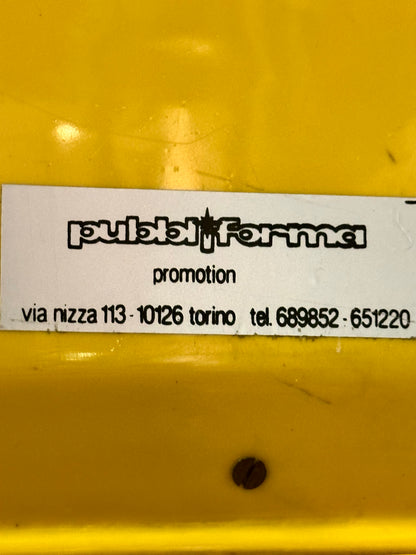 pubbliforma
promotion
via nizza 113 - 10126 torino tel. 689852 - 651220